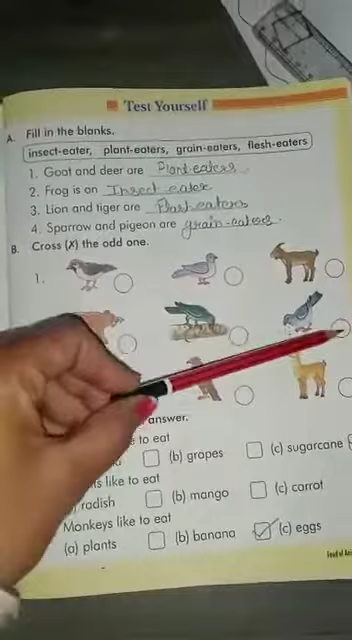 Test Yourself
A. Fill in the blanks.
insect-eater, plant-eaters, grain-eaters, flesh-eaters
1. Goat and deer are Plant-eaters.
2. Frog is an Insect eater
3. Lion and tiger are
4. Sparrow and pigeon are grain-eaters.
B. Cross (X) the odd one.
1.
answer.
to eat
(b) grapes
(c) sugarcane
like to eat
radish
(b) mango
(c) carrot
Monkeys like to eat
(a) plants
(b) banana
(c) eggs